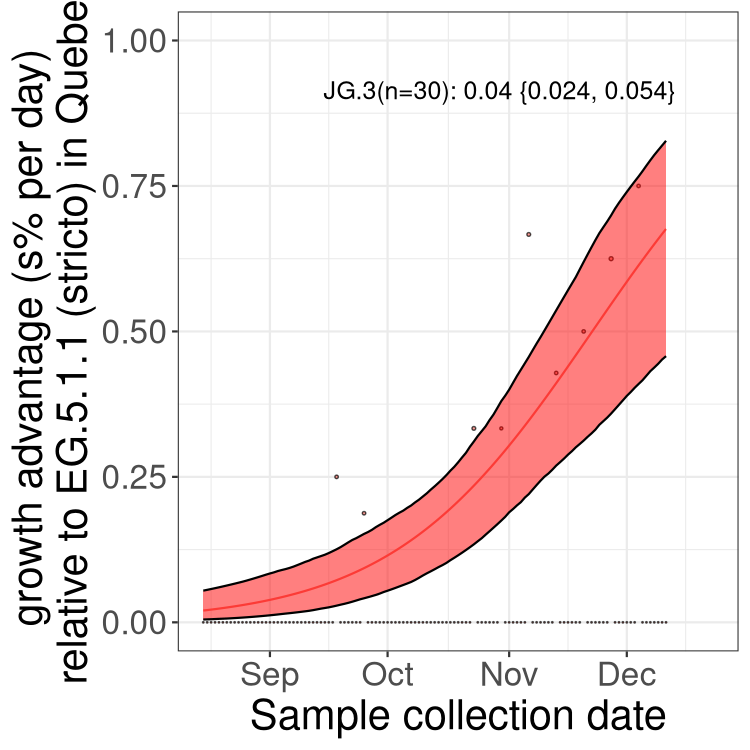 growth advantage (s% per day)
relative to EG.5.1.1 (stricto) in Quebe
1.00
0.75
0.50
0.25
0.00
JG.3(n=30): 0.04 {0.024, 0.054}
Sep Oct Nov Dec
Sample collection date